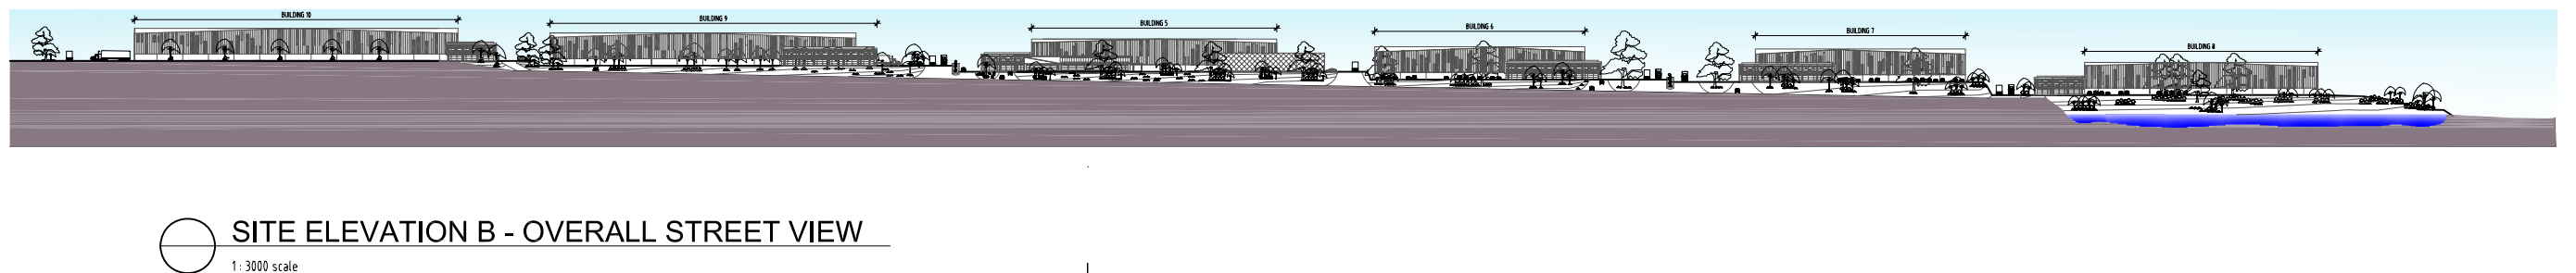 BUILDING 10
BUILDING 9
BUILDING 5
BUILDING 6
BUILDING 7
BUILDING 8
SITE ELEVATION B - OVERALL STREET VIEW
1 : 3000 scale